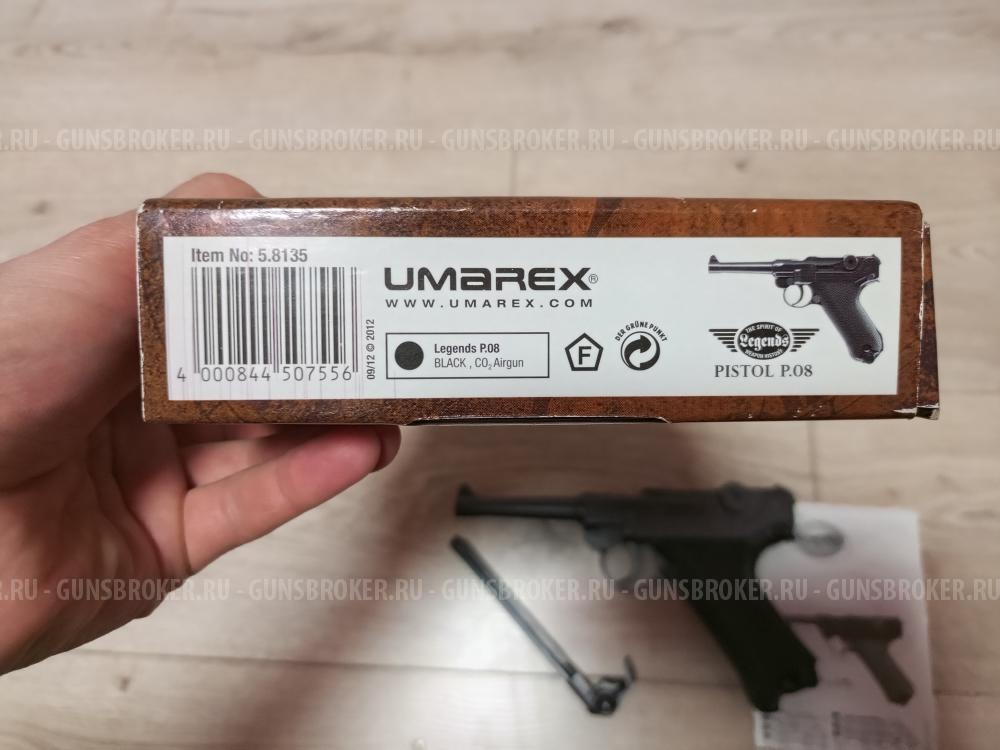 .RU - GUNSBROKER.RU - GUNSBROKER.RU - GUNSBROKER.RU - GUNSBROKER.RU - GUNSBROKER.RU
Item No: 5.8135
4 000844 507556
09/12 © 2012
UMAREX®
WWW.UMAREX.COM
Legends P.08
BLACK , CO2 Airgun
F
DER GRÜNE PUNKT
THE SPIRIT OF
Legends
WEAPON HISTORY
PISTOL P.08
.RU - GUNSBROKER.RU - GUNSBROKER.RU - GUNSBROKER.RU - GUNSBROKER.RU - GUNSBROKER.RU